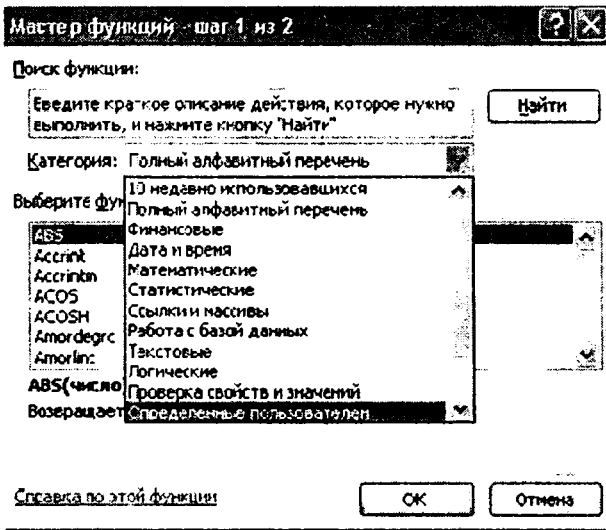 Мастер функций - шаг 1 из 2
Поиск функции:
Введите краткое описание действия, которое нужно
выполнить, и нажмите кнопку "Найти"
Найти
Категория: Полный алфавитный перечень
10 недавно использовавшихся
Полный алфавитный перечень
Финансовые
Дата и время
Математические
Статистические
Ссылки и массивы
Работа с базой данных
Текстовые
Логические
Проверка свойств и значений
Определенные пользователем
Выберите фун
ABS
Accrint
Accrintm
ACOS
ACOSH
Amordegrc
Amorlinc
ABS(число
Возвращает
Справка по этой функции
ОК
Отмена